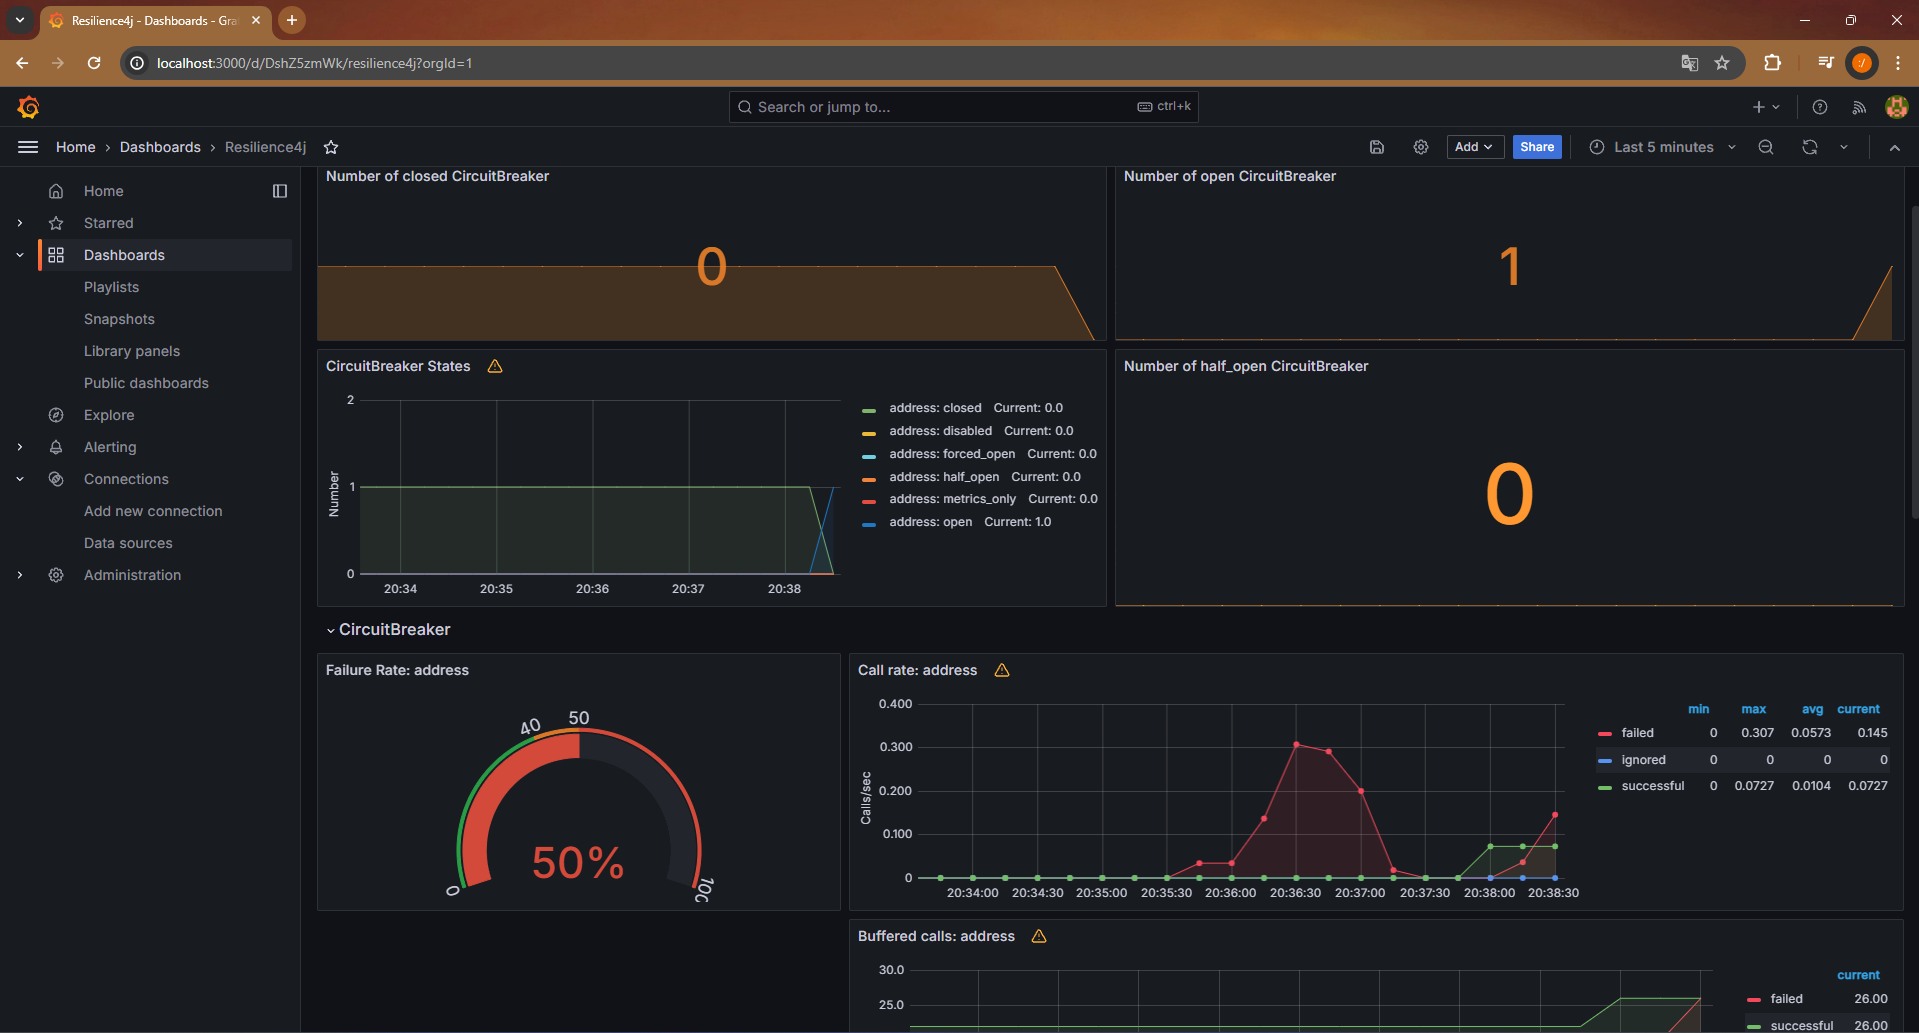 Resilience4j - Dashboards - Gra
localhost:3000/d/DshZ5zmWk/resilience4j?orgId=1
Search or jump to...
ctrl+k
Home › Dashboards › Resilience4j
Add
Share
Last 5 minutes
Home
Starred
Dashboards
Playlists
Snapshots
Library panels
Public dashboards
Explore
Alerting
Connections
Add new connection
Data sources
Administration
Number of closed CircuitBreaker
0
Number of open CircuitBreaker
1
CircuitBreaker States
Number
2
1
0
20:34 20:35 20:36 20:37 20:38
address: closed Current: 0.0
address: disabled Current: 0.0
address: forced_open Current: 0.0
address: half_open Current: 0.0
address: metrics_only Current: 0.0
address: open Current: 1.0
Number of half_open CircuitBreaker
0
CircuitBreaker
Failure Rate: address
0
40
50
100
50%
Call rate: address
Calls/sec
0.400
0.300
0.200
0.100
0
20:34:00 20:34:30 20:35:00 20:35:30 20:36:00 20:36:30 20:37:00 20:37:30 20:38:00 20:38:30
min max avg current
failed 0 0.307 0.0573 0.145
ignored 0 0 0 0
successful 0 0.0727 0.0104 0.0727
Buffered calls: address
30.0
25.0
current
failed 26.00
successful 26.00